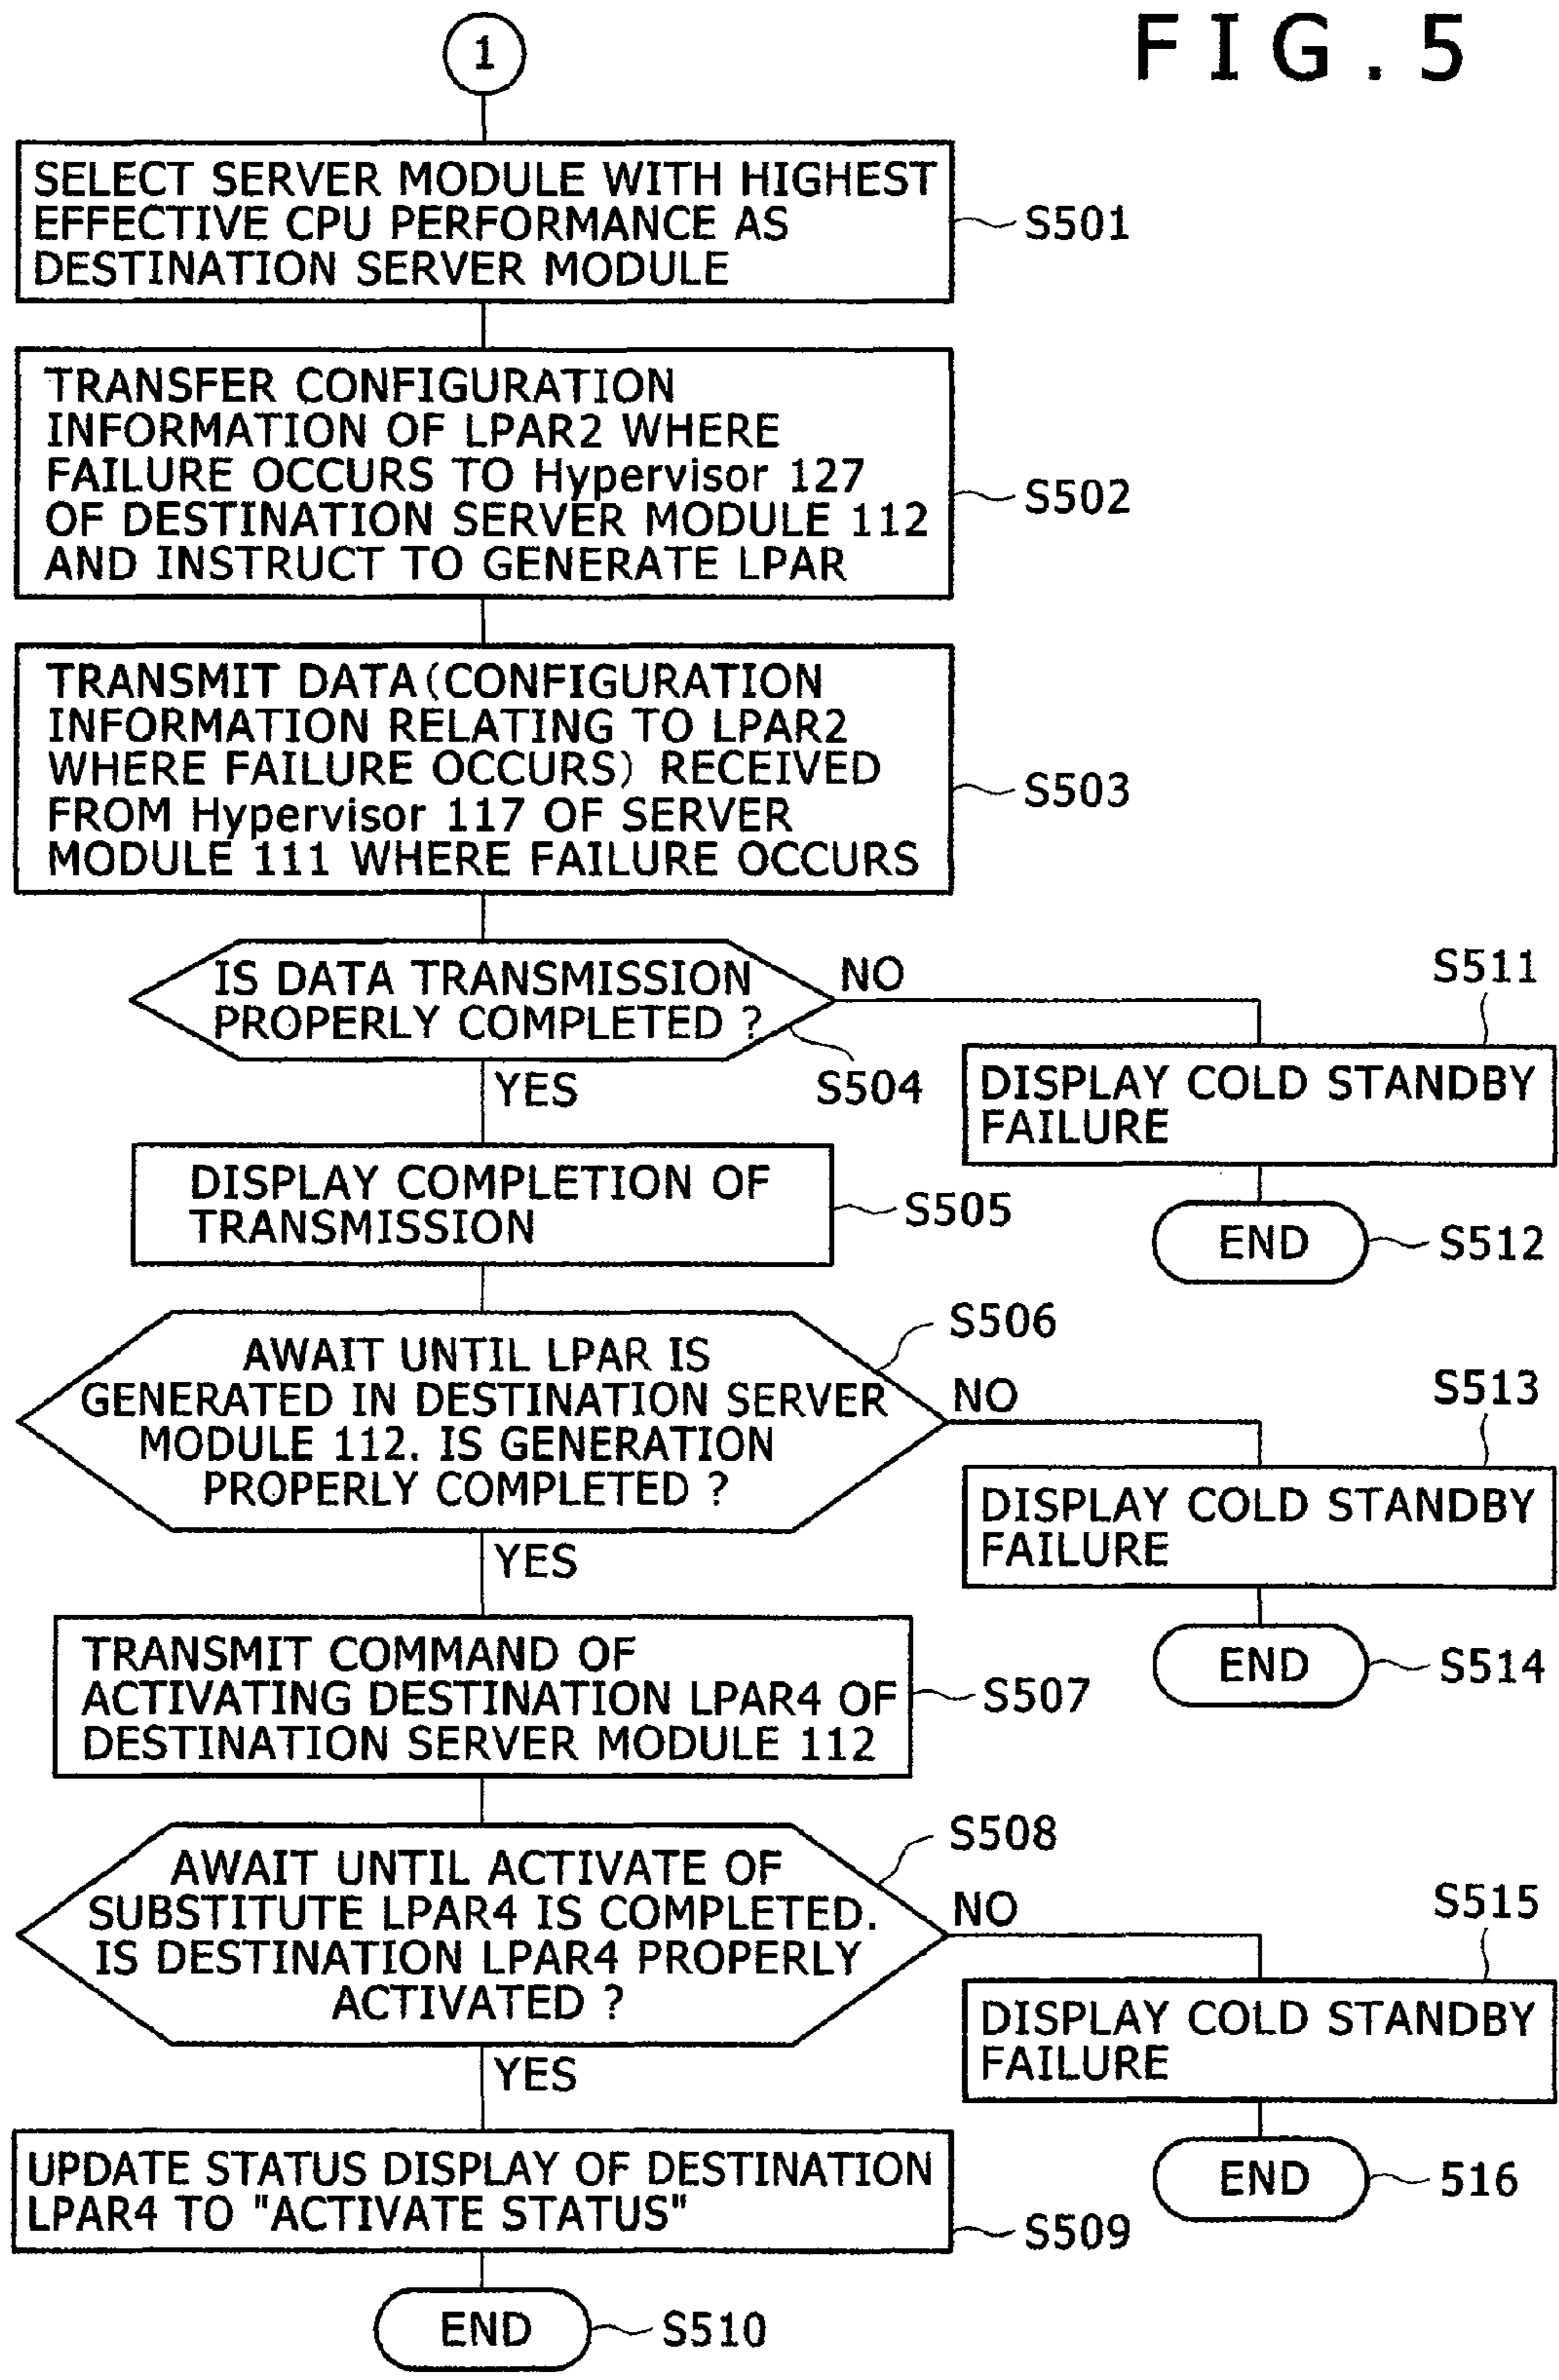 FIG.5
1
SELECT SERVER MODULE WITH HIGHEST
EFFECTIVE CPU PERFORMANCE AS
DESTINATION SERVER MODULE
S501
TRANSFER CONFIGURATION
INFORMATION OF LPAR2 WHERE
FAILURE OCCURS TO Hypervisor 127
OF DESTINATION SERVER MODULE 112
AND INSTRUCT TO GENERATE LPAR
S502
TRANSMIT DATA(CONFIGURATION
INFORMATION RELATING TO LPAR2
WHERE FAILURE OCCURS) RECEIVED
FROM Hypervisor 117 OF SERVER
MODULE 111 WHERE FAILURE OCCURS
S503
IS DATA TRANSMISSION
PROPERLY COMPLETED ?
S504
NO
YES
S511
DISPLAY COLD STANDBY
FAILURE
END
S512
DISPLAY COMPLETION OF
TRANSMISSION
S505
AWAIT UNTIL LPAR IS
GENERATED IN DESTINATION SERVER
MODULE 112. IS GENERATION
PROPERLY COMPLETED ?
S506
NO
YES
S513
DISPLAY COLD STANDBY
FAILURE
END
S514
TRANSMIT COMMAND OF
ACTIVATING DESTINATION LPAR4 OF
DESTINATION SERVER MODULE 112
S507
AWAIT UNTIL ACTIVATE OF
SUBSTITUTE LPAR4 IS COMPLETED.
IS DESTINATION LPAR4 PROPERLY
ACTIVATED ?
S508
NO
YES
S515
DISPLAY COLD STANDBY
FAILURE
END
516
UPDATE STATUS DISPLAY OF DESTINATION
LPAR4 TO "ACTIVATE STATUS"
S509
END
S510